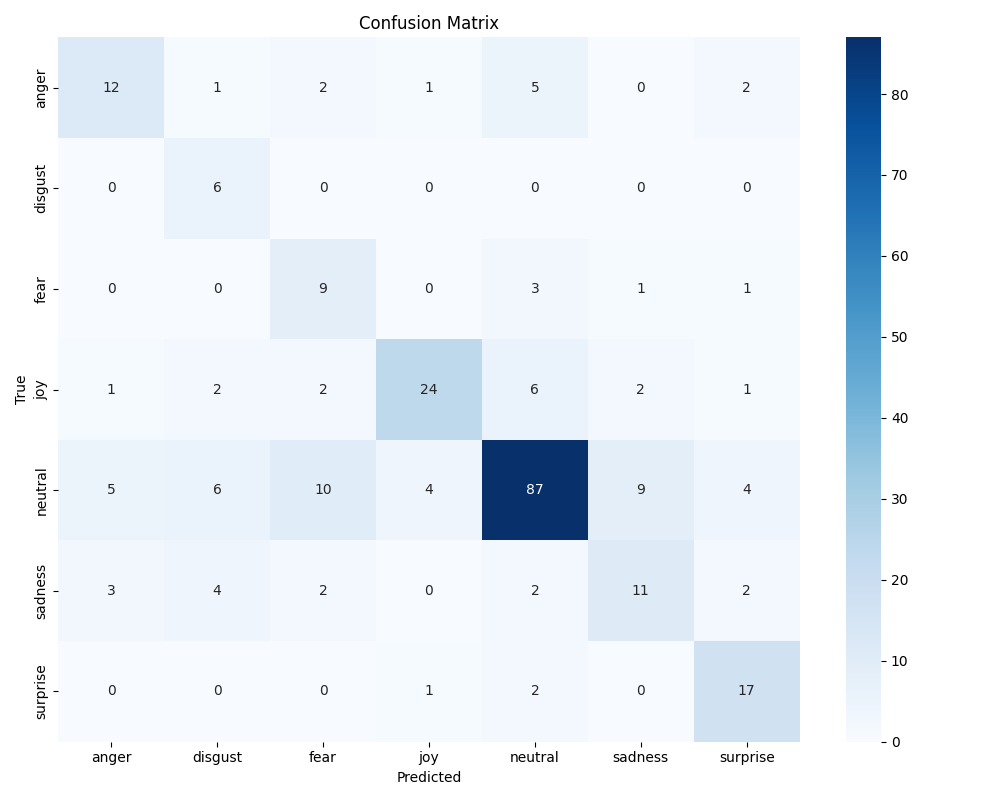 Confusion Matrix
anger 12 1 2 1 5 0 2
disgust 0 6 0 0 0 0 0
fear 0 0 9 0 3 1 1
joy 1 2 2 24 6 2 1
neutral 5 6 10 4 87 9 4
sadness 3 4 2 0 2 11 2
surprise 0 0 0 1 2 0 17
anger disgust fear joy neutral sadness surprise
Predicted
True
80
70
60
50
40
30
20
10
0